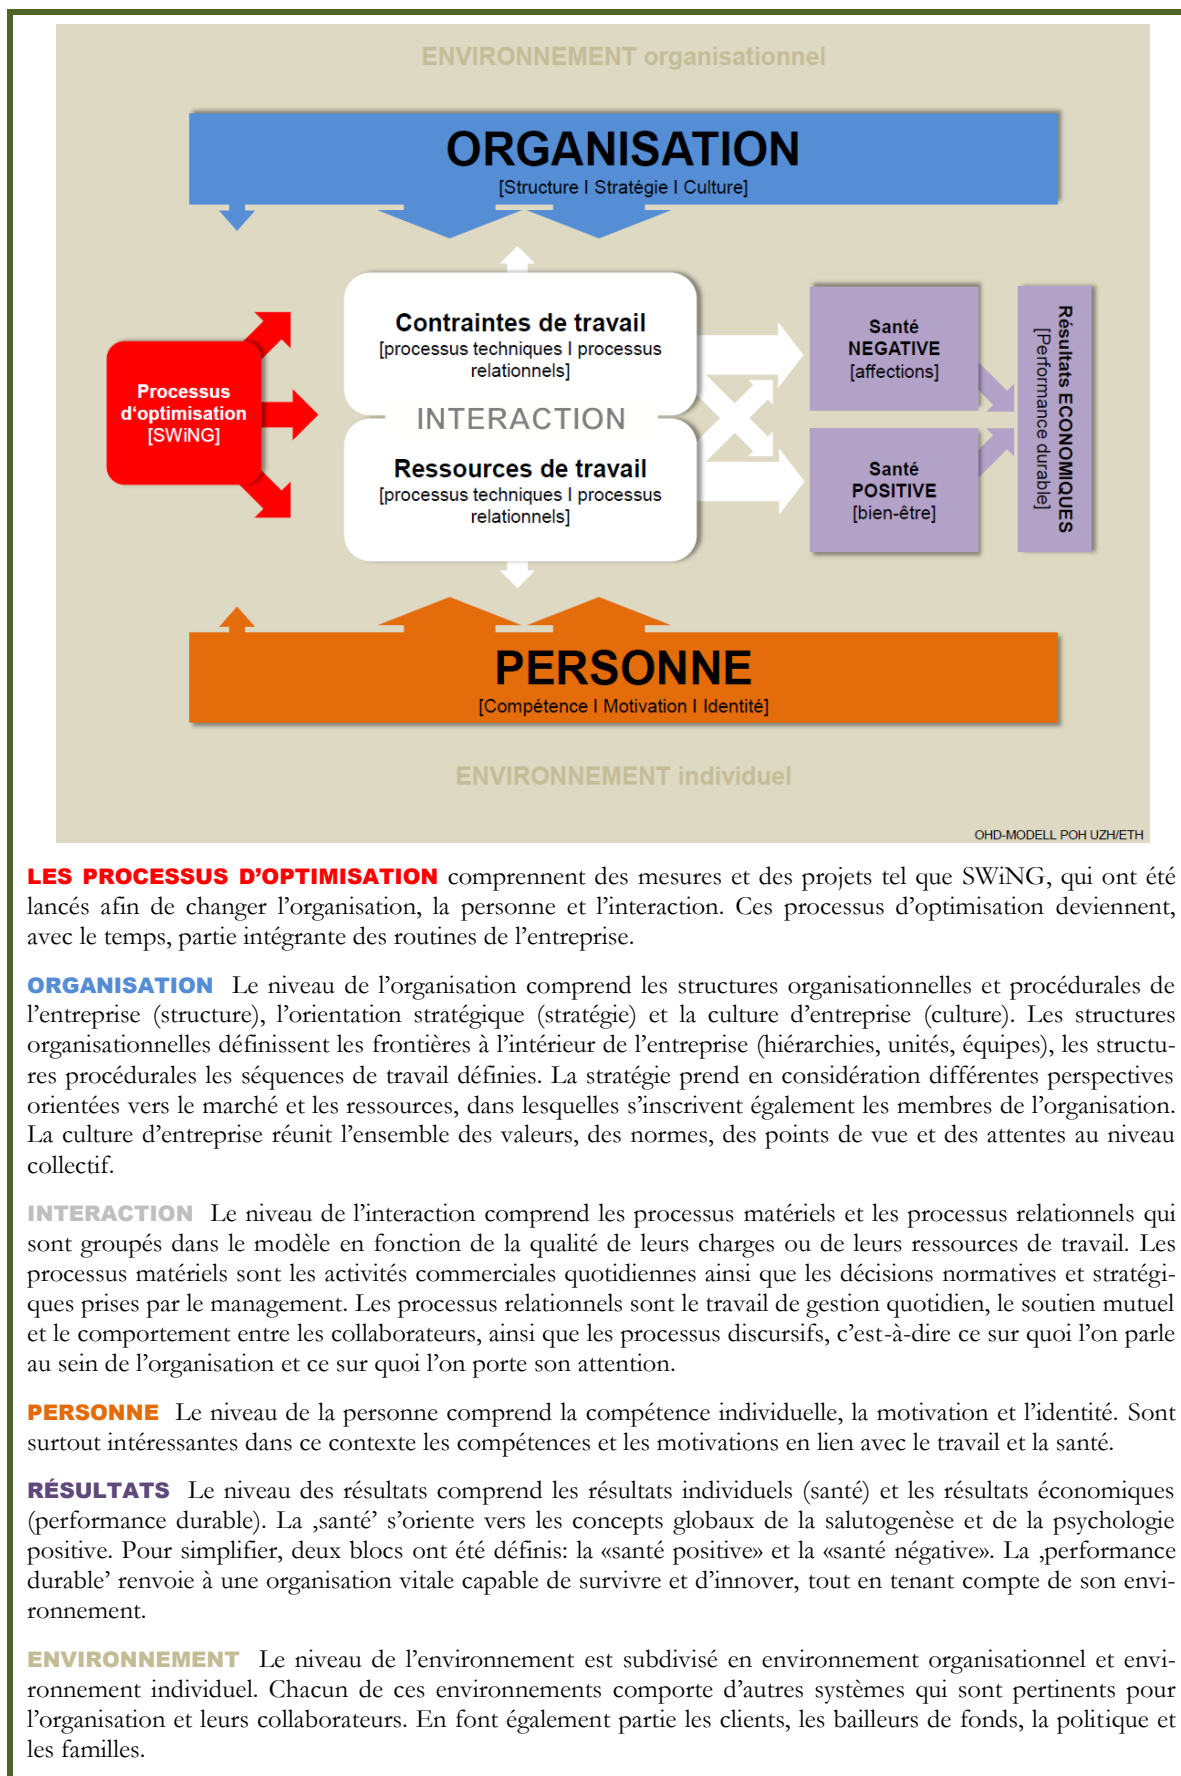 ENVIRONNEMENT organisationnel
ORGANISATION
[Structure I Stratégie I Culture]
Contraintes de travail
[processus techniques I processus
relationnels]
INTERACTION
Ressources de travail
[processus techniques I processus
relationnels]
Processus
d‘optimisation
[SWiNG]
Santé
NEGATIVE
[affections]
Santé
POSITIVE
[bien-être]
Résultats ECONOMIQUES
[Performance durable]
PERSONNE
[Compétence I Motivation I Identité]
ENVIRONNEMENT individuel
OHD-MODELL POH UZH/ETH
LES PROCESSUS D’OPTIMISATION comprennent des mesures et des projets tel que SWiNG, qui ont été
lancés afin de changer l’organisation, la personne et l’interaction. Ces processus d’optimisation deviennent,
avec le temps, partie intégrante des routines de l’entreprise.
ORGANISATION Le niveau de l’organisation comprend les structures organisationnelles et procédurales de
l’entreprise (structure), l’orientation stratégique (stratégie) et la culture d’entreprise (culture). Les structures
organisationnelles définissent les frontières à l’intérieur de l’entreprise (hiérarchies, unités, équipes), les structu-
res procédurales les séquences de travail définies. La stratégie prend en considération différentes perspectives
orientées vers le marché et les ressources, dans lesquelles s’inscrivent également les membres de l’organisation.
La culture d’entreprise réunit l’ensemble des valeurs, des normes, des points de vue et des attentes au niveau
collectif.
INTERACTION Le niveau de l’interaction comprend les processus matériels et les processus relationnels qui
sont groupés dans le modèle en fonction de la qualité de leurs charges ou de leurs ressources de travail. Les
processus matériels sont les activités commerciales quotidiennes ainsi que les décisions normatives et stratégi-
ques prises par le management. Les processus relationnels sont le travail de gestion quotidien, le soutien mutuel
et le comportement entre les collaborateurs, ainsi que les processus discursifs, c’est-à-dire ce sur quoi l’on parle
au sein de l’organisation et ce sur quoi l’on porte son attention.
PERSONNE Le niveau de la personne comprend la compétence individuelle, la motivation et l’identité. Sont
surtout intéressantes dans ce contexte les compétences et les motivations en lien avec le travail et la santé.
RÉSULTATS Le niveau des résultats comprend les résultats individuels (santé) et les résultats économiques
(performance durable). La ‚santé’ s’oriente vers les concepts globaux de la salutogenèse et de la psychologie
positive. Pour simplifier, deux blocs ont été définis: la «santé positive» et la «santé négative». La ‚performance
durable’ renvoie à une organisation vitale capable de survivre et d’innover, tout en tenant compte de son envi-
ronnement.
ENVIRONNEMENT Le niveau de l’environnement est subdivisé en environnement organisationnel et envi-
ronnement individuel. Chacun de ces environnements comporte d’autres systèmes qui sont pertinents pour
l’organisation et leurs collaborateurs. En font également partie les clients, les bailleurs de fonds, la politique et
les familles.